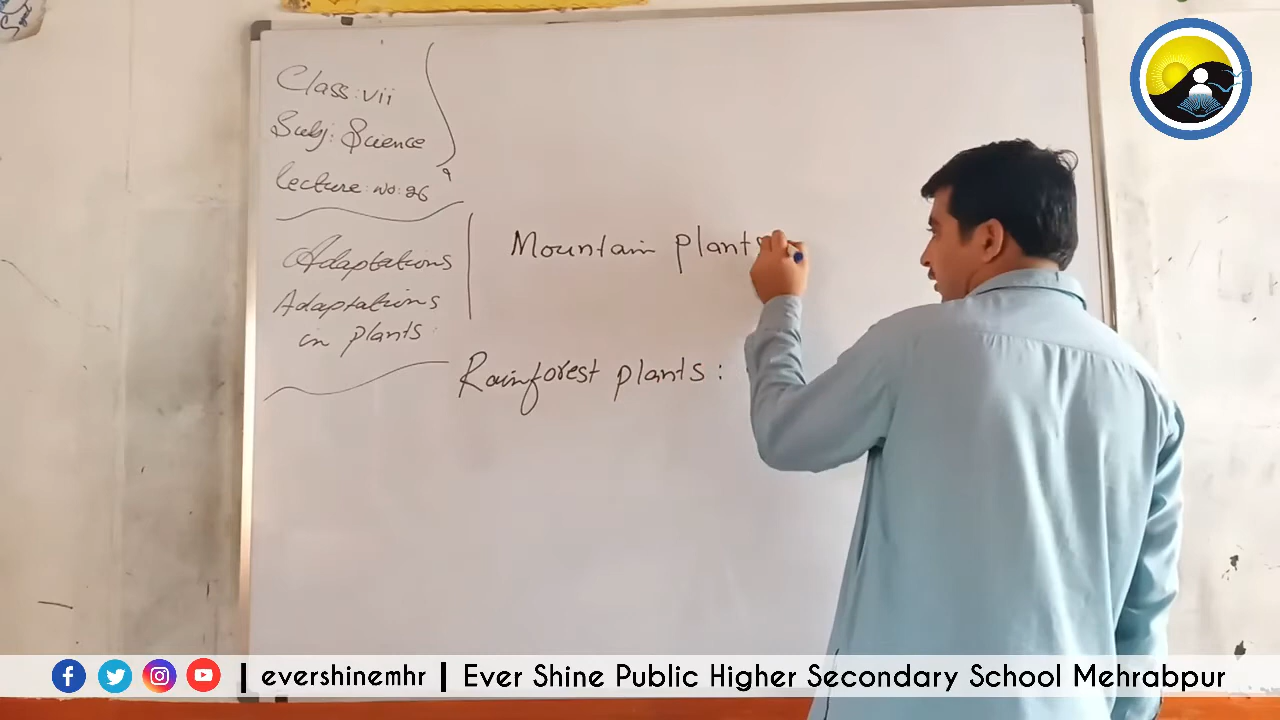 Class: vii
Subj: Science
Lecture: no: 26
Adaptations
Adaptations
in plants:
Mountain plants
Rainforest plants:
| evershinemhr | Ever Shine Public Higher Secondary School Mehrabpur